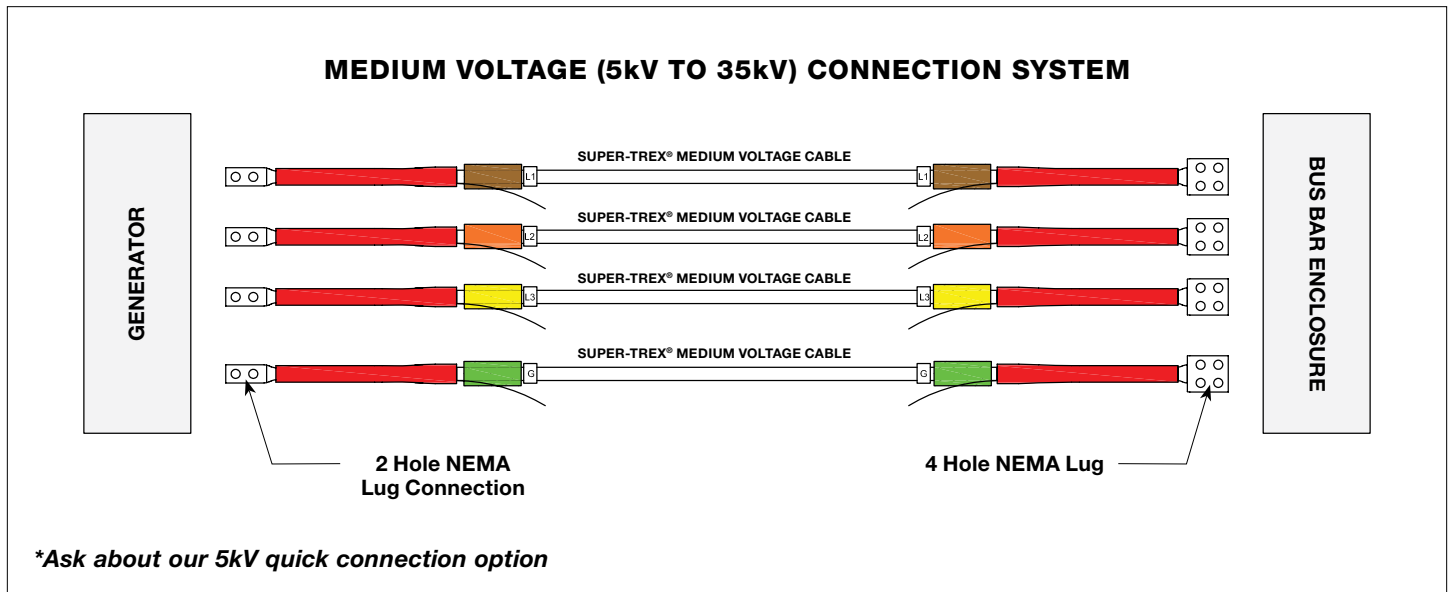 MEDIUM VOLTAGE (5kV TO 35kV) CONNECTION SYSTEM
GENERATOR
SUPER-TREX® MEDIUM VOLTAGE CABLE
L1
L1
SUPER-TREX® MEDIUM VOLTAGE CABLE
L2
L2
SUPER-TREX® MEDIUM VOLTAGE CABLE
L3
L3
SUPER-TREX® MEDIUM VOLTAGE CABLE
G
G
BUS BAR ENCLOSURE
2 Hole NEMA
Lug Connection
4 Hole NEMA Lug
*Ask about our 5kV quick connection option